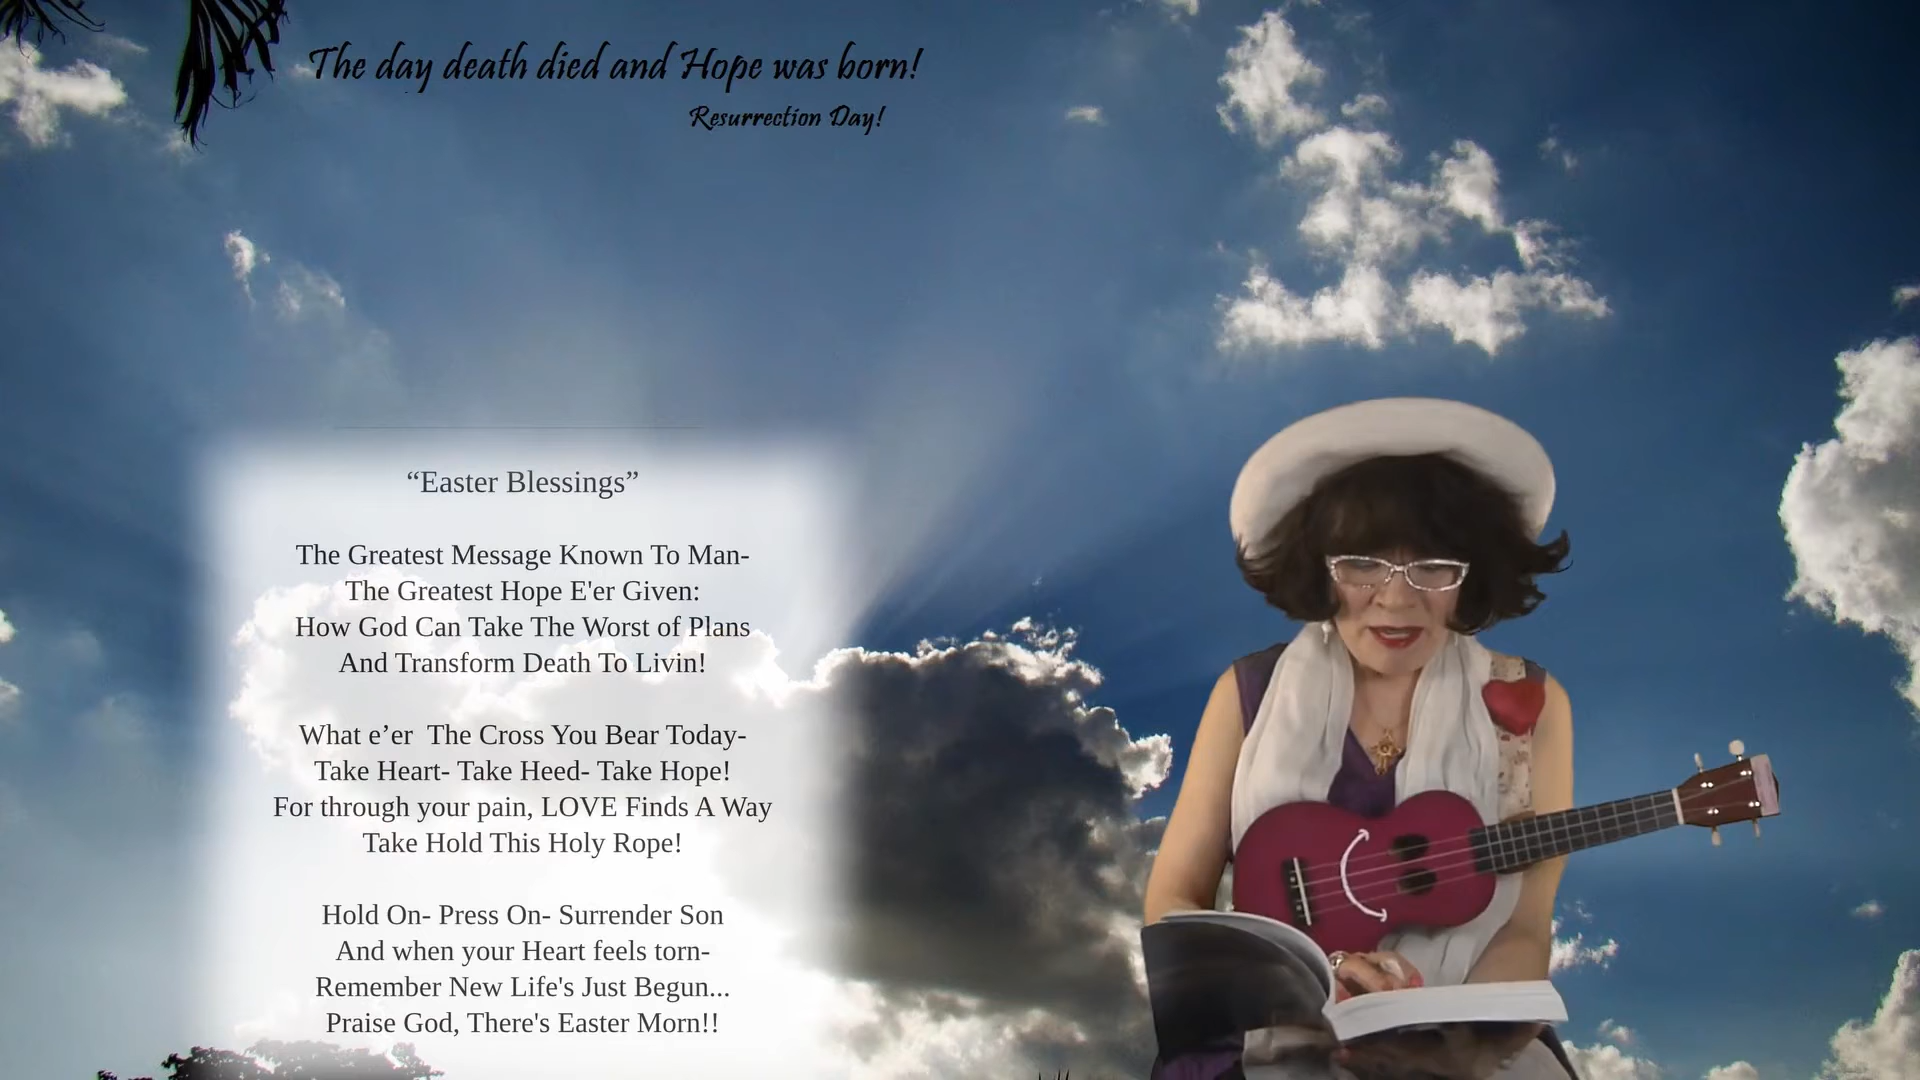 The day death died and Hope was born!
Resurrection Day!
“Easter Blessings”
The Greatest Message Known To Man-
The Greatest Hope E'er Given:
How God Can Take The Worst of Plans
And Transform Death To Livin!
What e’er  The Cross You Bear Today-
Take Heart- Take Heed- Take Hope!
For through your pain, LOVE Finds A Way
Take Hold This Holy Rope!
Hold On- Press On- Surrender Son
And when your Heart feels torn-
Remember New Life's Just Begun...
Praise God, There's Easter Morn!!